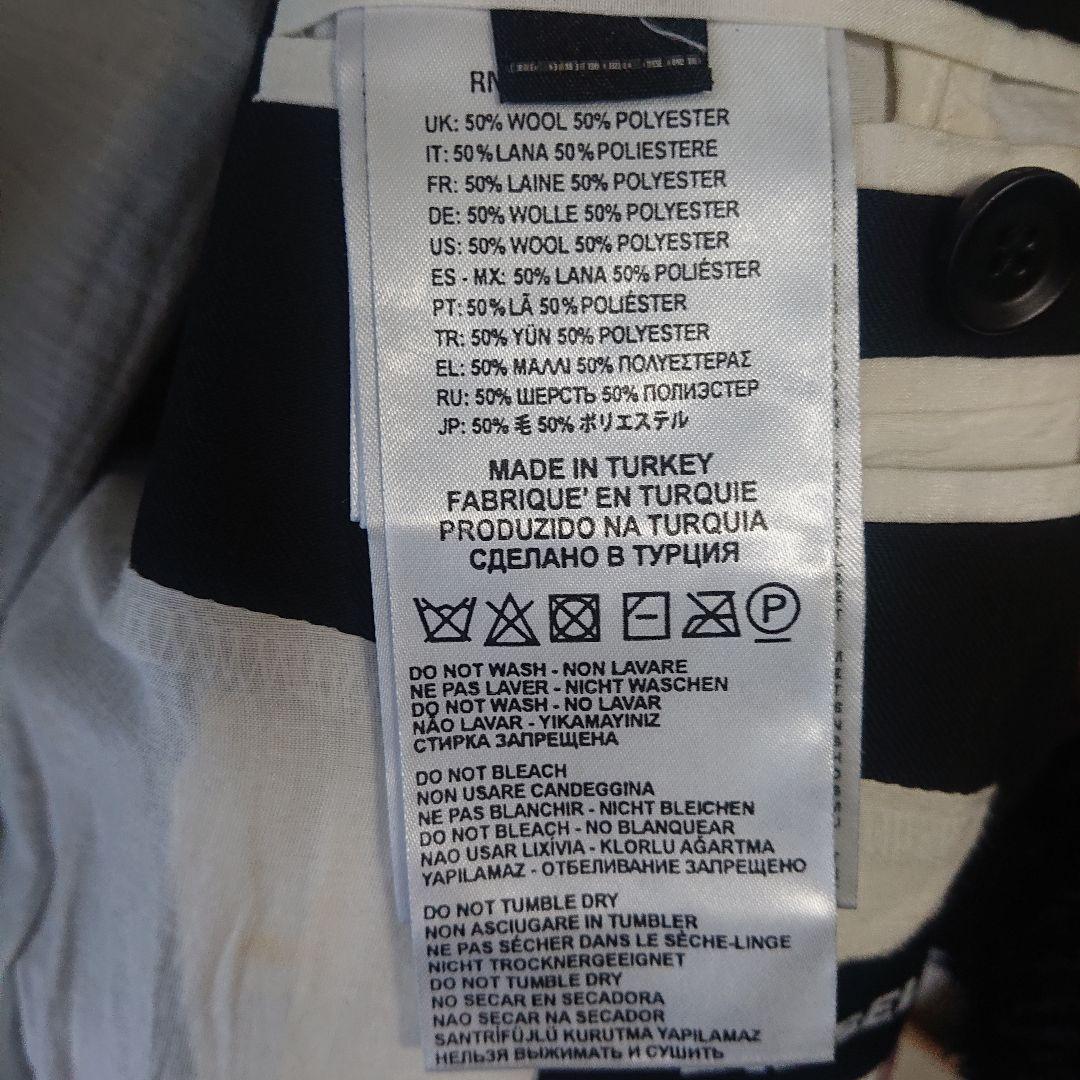 RN
UK: 50% WOOL 50% POLYESTER
IT: 50% LANA 50% POLIESTERE
FR: 50% LAINE 50% POLYESTER
DE: 50% WOLLE 50% POLYESTER
US: 50% WOOL 50% POLYESTER
ES - MX: 50% LANA 50% POLIÉSTER
PT: 50% LÃ 50% POLIÉSTER
TR: 50% YÜN 50% POLYESTER
EL: 50% ΜΑΛΛΙ 50% ΠΟΛΥΕΣΤΕΡΑΣ
RU: 50% ШЕРСТЬ 50% ПОЛИЭСТЕР
JP: 50% 毛 50% ポリエステル
MADE IN TURKEY
FABRIQUE' EN TURQUIE
PRODUZIDO NA TURQUIA
СДЕЛАНО В ТУРЦИЯ
P
DO NOT WASH - NON LAVARE
NE PAS LAVER - NICHT WASCHEN
DO NOT WASH - NO LAVAR
NÃO LAVAR - YIKAMAYINIZ
СТИРКА ЗАПРЕЩЕНА
DO NOT BLEACH
NON USARE CANDEGGINA
NE PAS BLANCHIR - NICHT BLEICHEN
DO NOT BLEACH - NO BLANQUEAR
NAO USAR LIXÍVIA - KLORLU AĞARTMA
YAPILAMAZ - ОТБЕЛИВАНИЕ ЗАПРЕЩЕНО
DO NOT TUMBLE DRY
NON ASCIUGARE IN TUMBLER
NE PAS SÉCHER DANS LE SÈCHE-LINGE
NICHT TROCKNERGEEIGNET
DO NOT TUMBLE DRY
NO SECAR EN SECADORA
NAO SECAR NA SECADOR
SANTRİFÜJLÜ KURUTMA YAPILAMAZ
НЕЛЬЗЯ ВЫЖИМАТЬ И СУШИТЬ